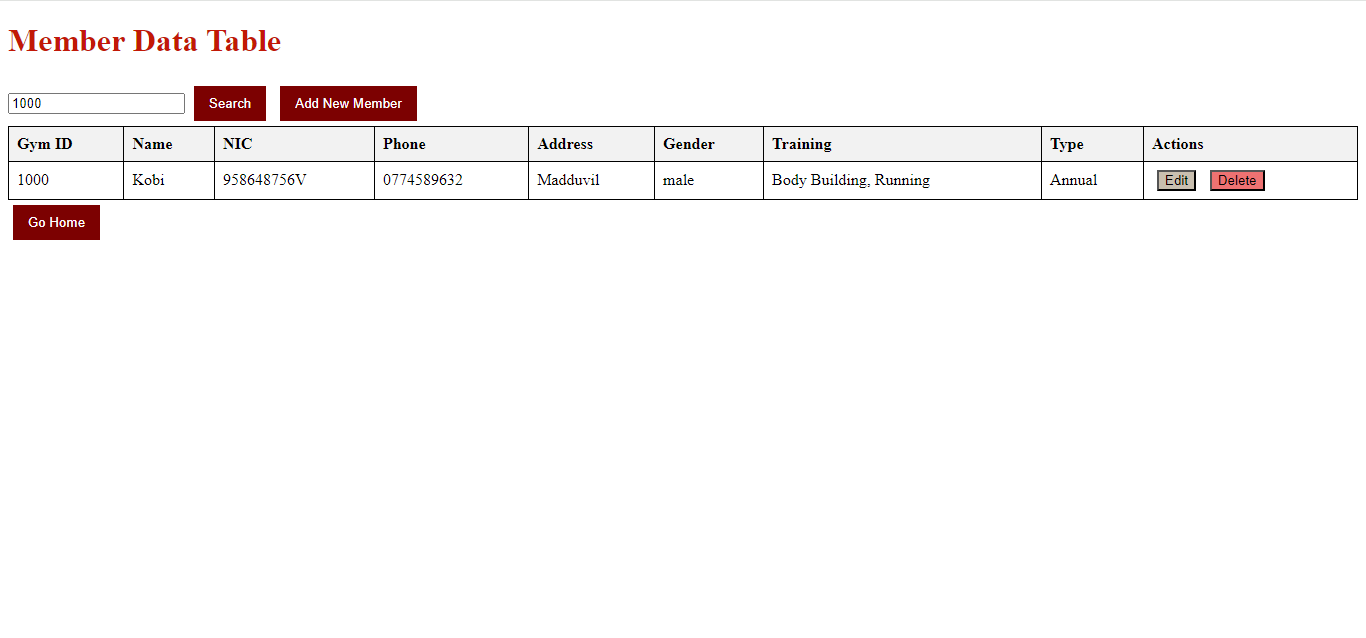 Member Data Table
1000 Search Add New Member
Gym ID Name NIC Phone Address Gender Training Type Actions
1000 Kobi 958648756V 0774589632 Madduvil male Body Building, Running Annual Edit Delete
Go Home